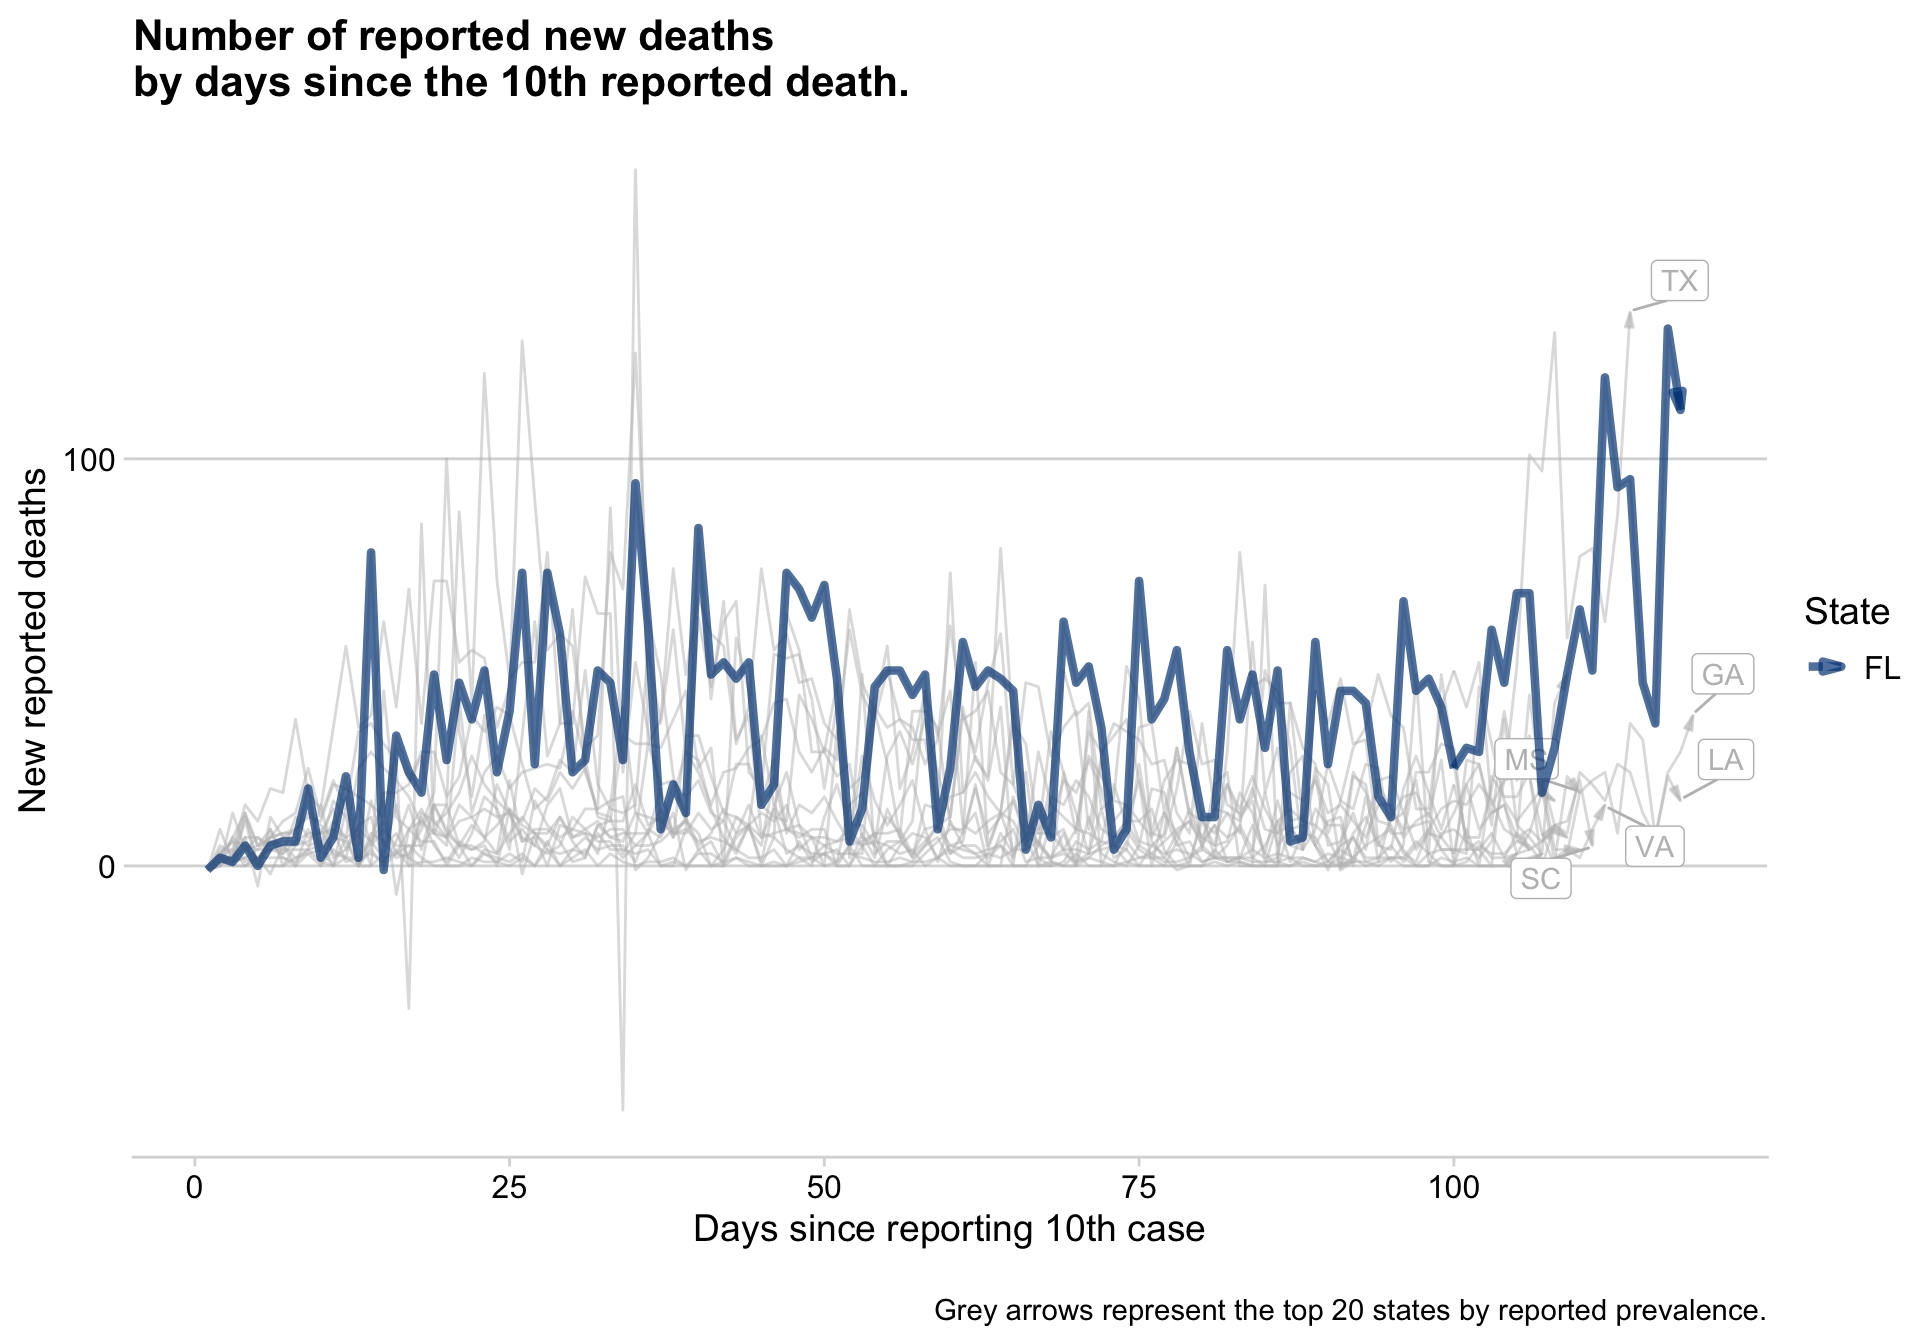 Number of reported new deaths
by days since the 10th reported death.
TX
100
New reported deaths
State
FL
GA
MS
LA
VA
0
SC
0 25 50 75 100
Days since reporting 10th case
Grey arrows represent the top 20 states by reported prevalence.